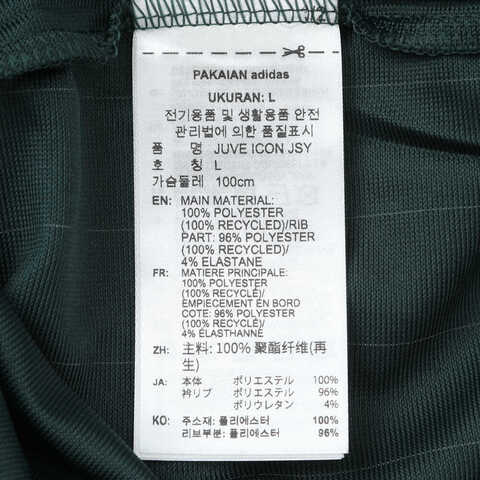 PAKAIAN adidas
UKURAN: L
전기용품 및 생활용품 안전
관리법에 의한 품질표시
품 명 JUVE ICON JSY
호 칭 L
가슴둘레 100cm
EN: MAIN MATERIAL:
100% POLYESTER
(100% RECYCLED)/RIB
PART: 96% POLYESTER
(100% RECYCLED)/
4% ELASTANE
FR: MATIERE PRINCIPALE:
100% POLYESTER
(100% RECYCLÉ)/
EMPIECEMENT EN BORD
COTE: 96% POLYESTER
(100% RECYCLÉ)/
4% ÉLASTHANNE
ZH: 主料: 100% 聚酯纤维(再
生)
JA: 本体 ポリエステル 100%
衿リブ ポリエステル 96%
ポリウレタン 4%
KO: 주소재: 폴리에스터 100%
리브부분: 폴리에스터 96%